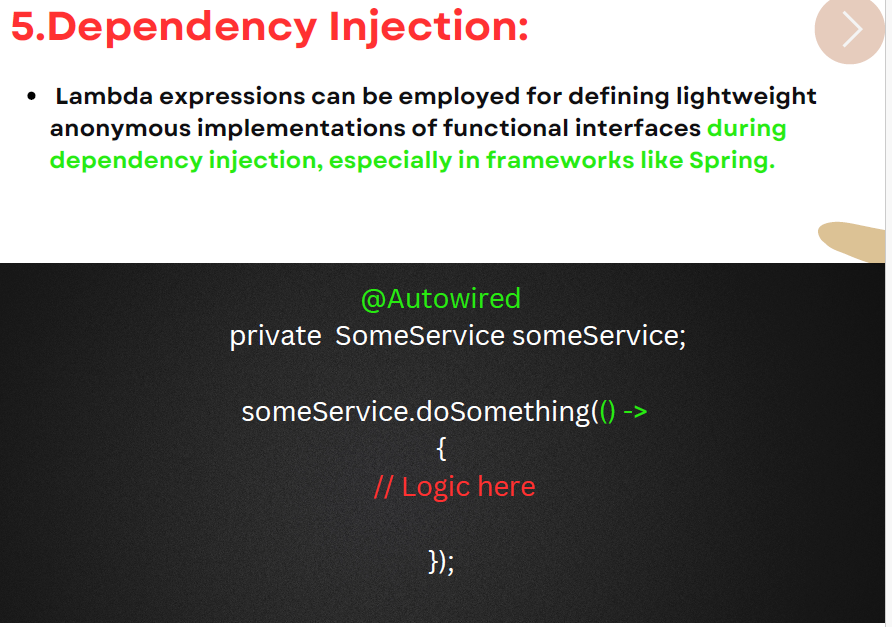 5.Dependency Injection:
• Lambda expressions can be employed for defining lightweight
anonymous implementations of functional interfaces during
dependency injection, especially in frameworks like Spring.
@Autowired
private SomeService someService;
someService.doSomething(() ->
{
// Logic here
});